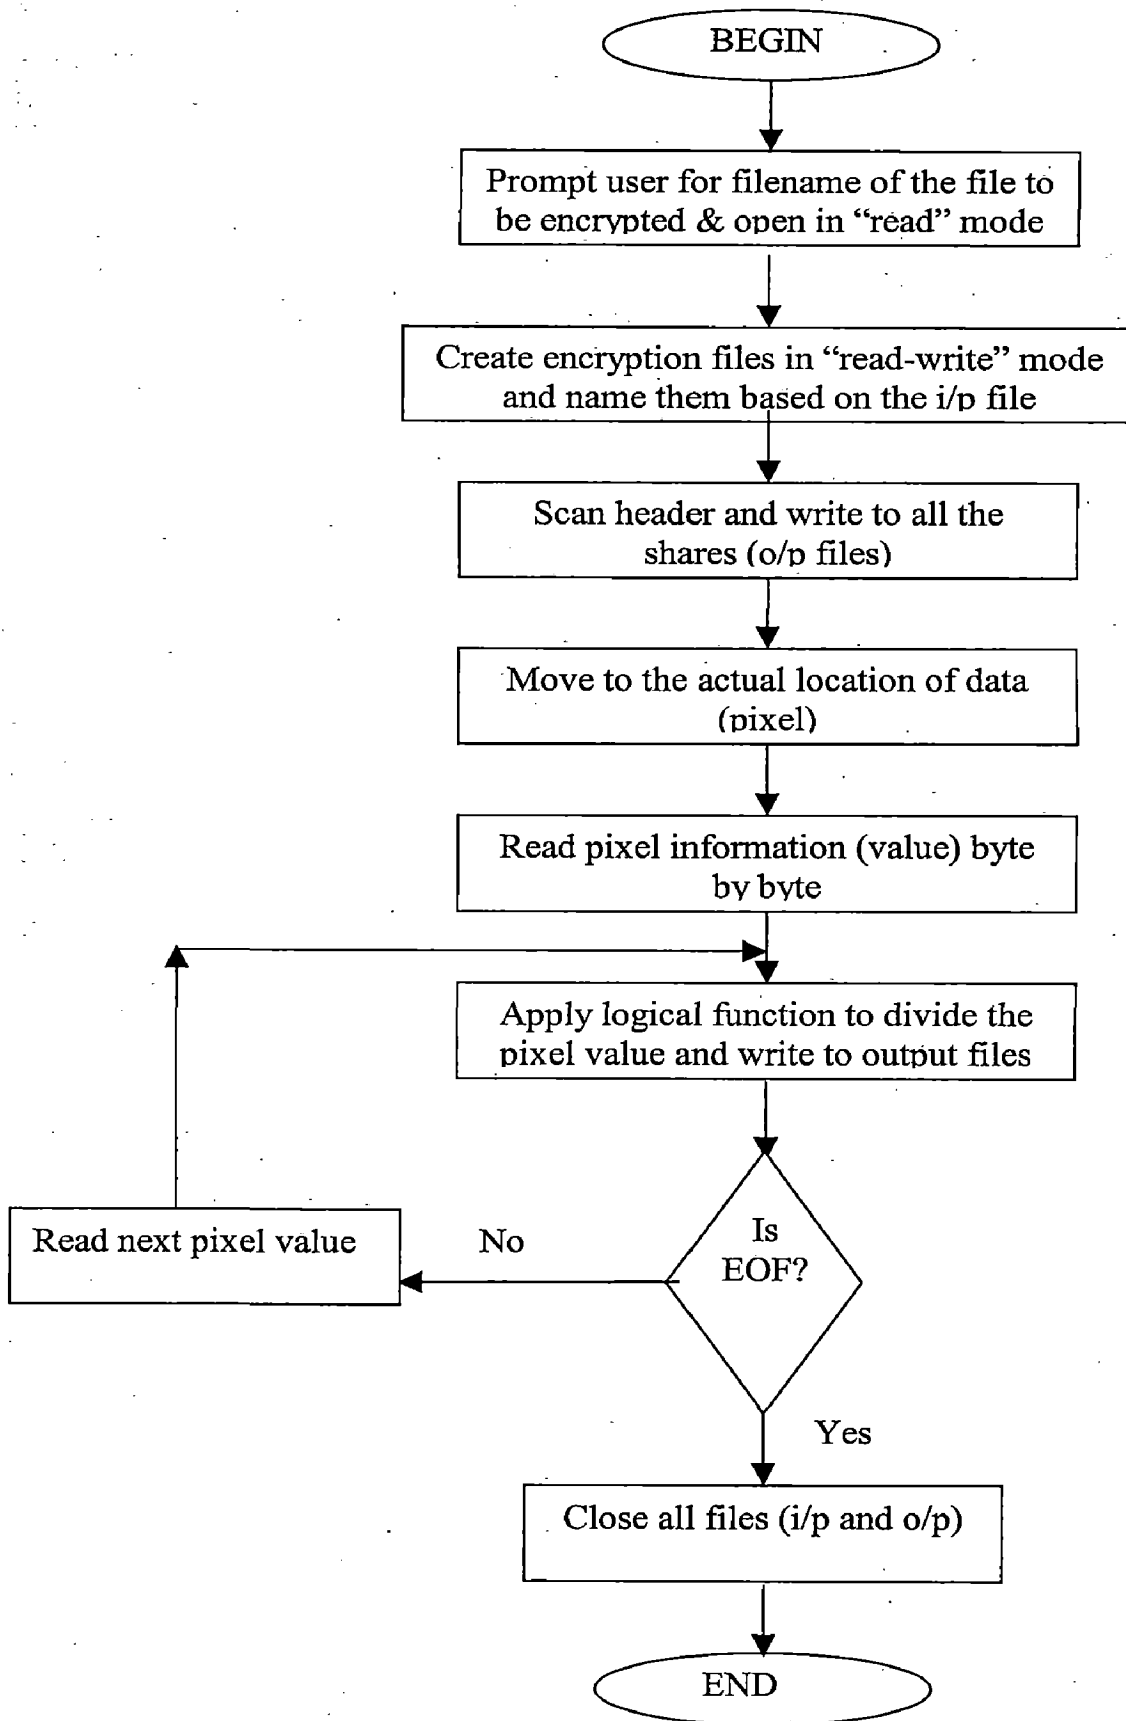 BEGIN
Prompt user for filename of the file to
be encrypted & open in “read” mode
Create encryption files in “read-write” mode
and name them based on the i/p file
Scan header and write to all the
shares (o/p files)
Move to the actual location of data
(pixel)
Read pixel information (value) byte
by byte
Apply logical function to divide the
pixel value and write to output files
Is
EOF?
No
Read next pixel value
Yes
Close all files (i/p and o/p)
END